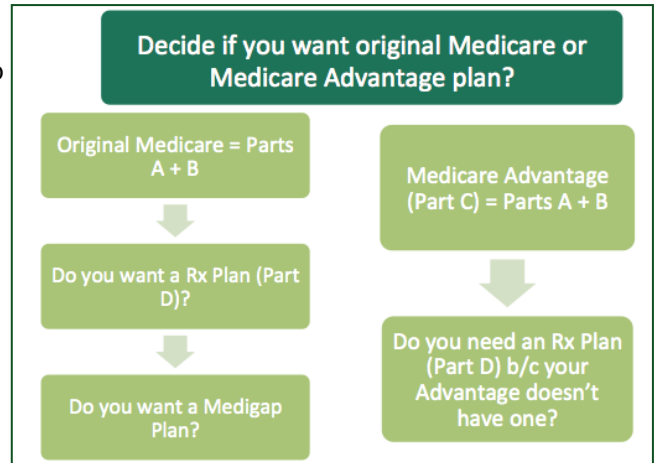 Decide if you want original Medicare or
Medicare Advantage plan?
Original Medicare = Parts
A + B
Do you want a Rx Plan (Part
D)?
Do you want a Medigap
Plan?
Medicare Advantage
(Part C) = Parts A + B
Do you need an Rx Plan
(Part D) b/c your
Advantage doesn't
have one?